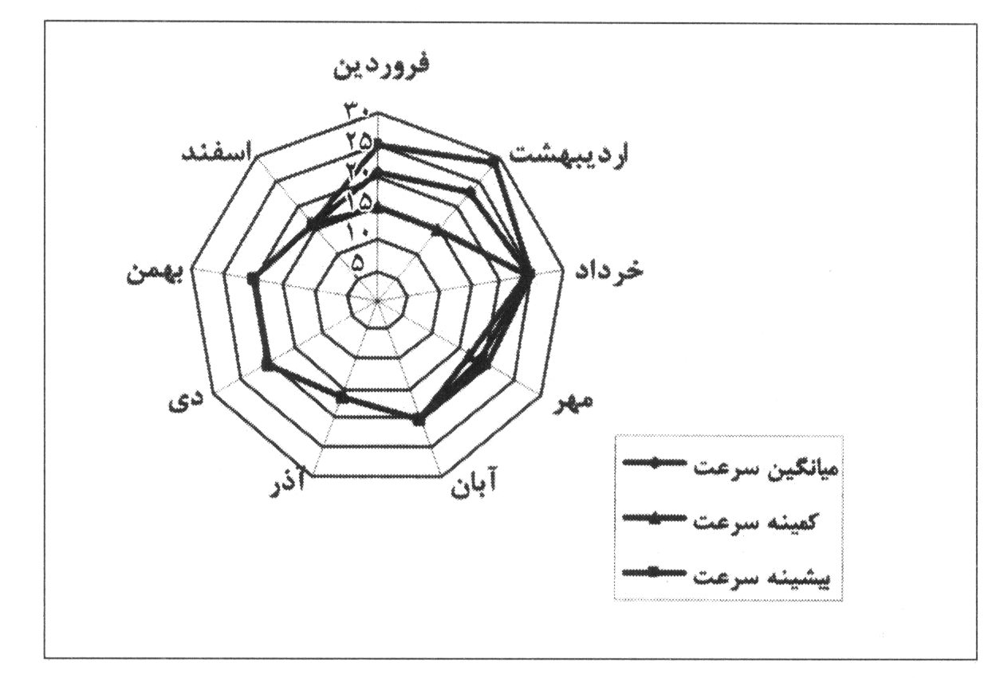 فروردین
۳۰
۲۵
۲۰
۱۵
۱۰
۵
اردیبهشت
خرداد
مهر
آبان
آذر
دی
بهمن
اسفند
میانگین سرعت
کمینه سرعت
بیشینه سرعت